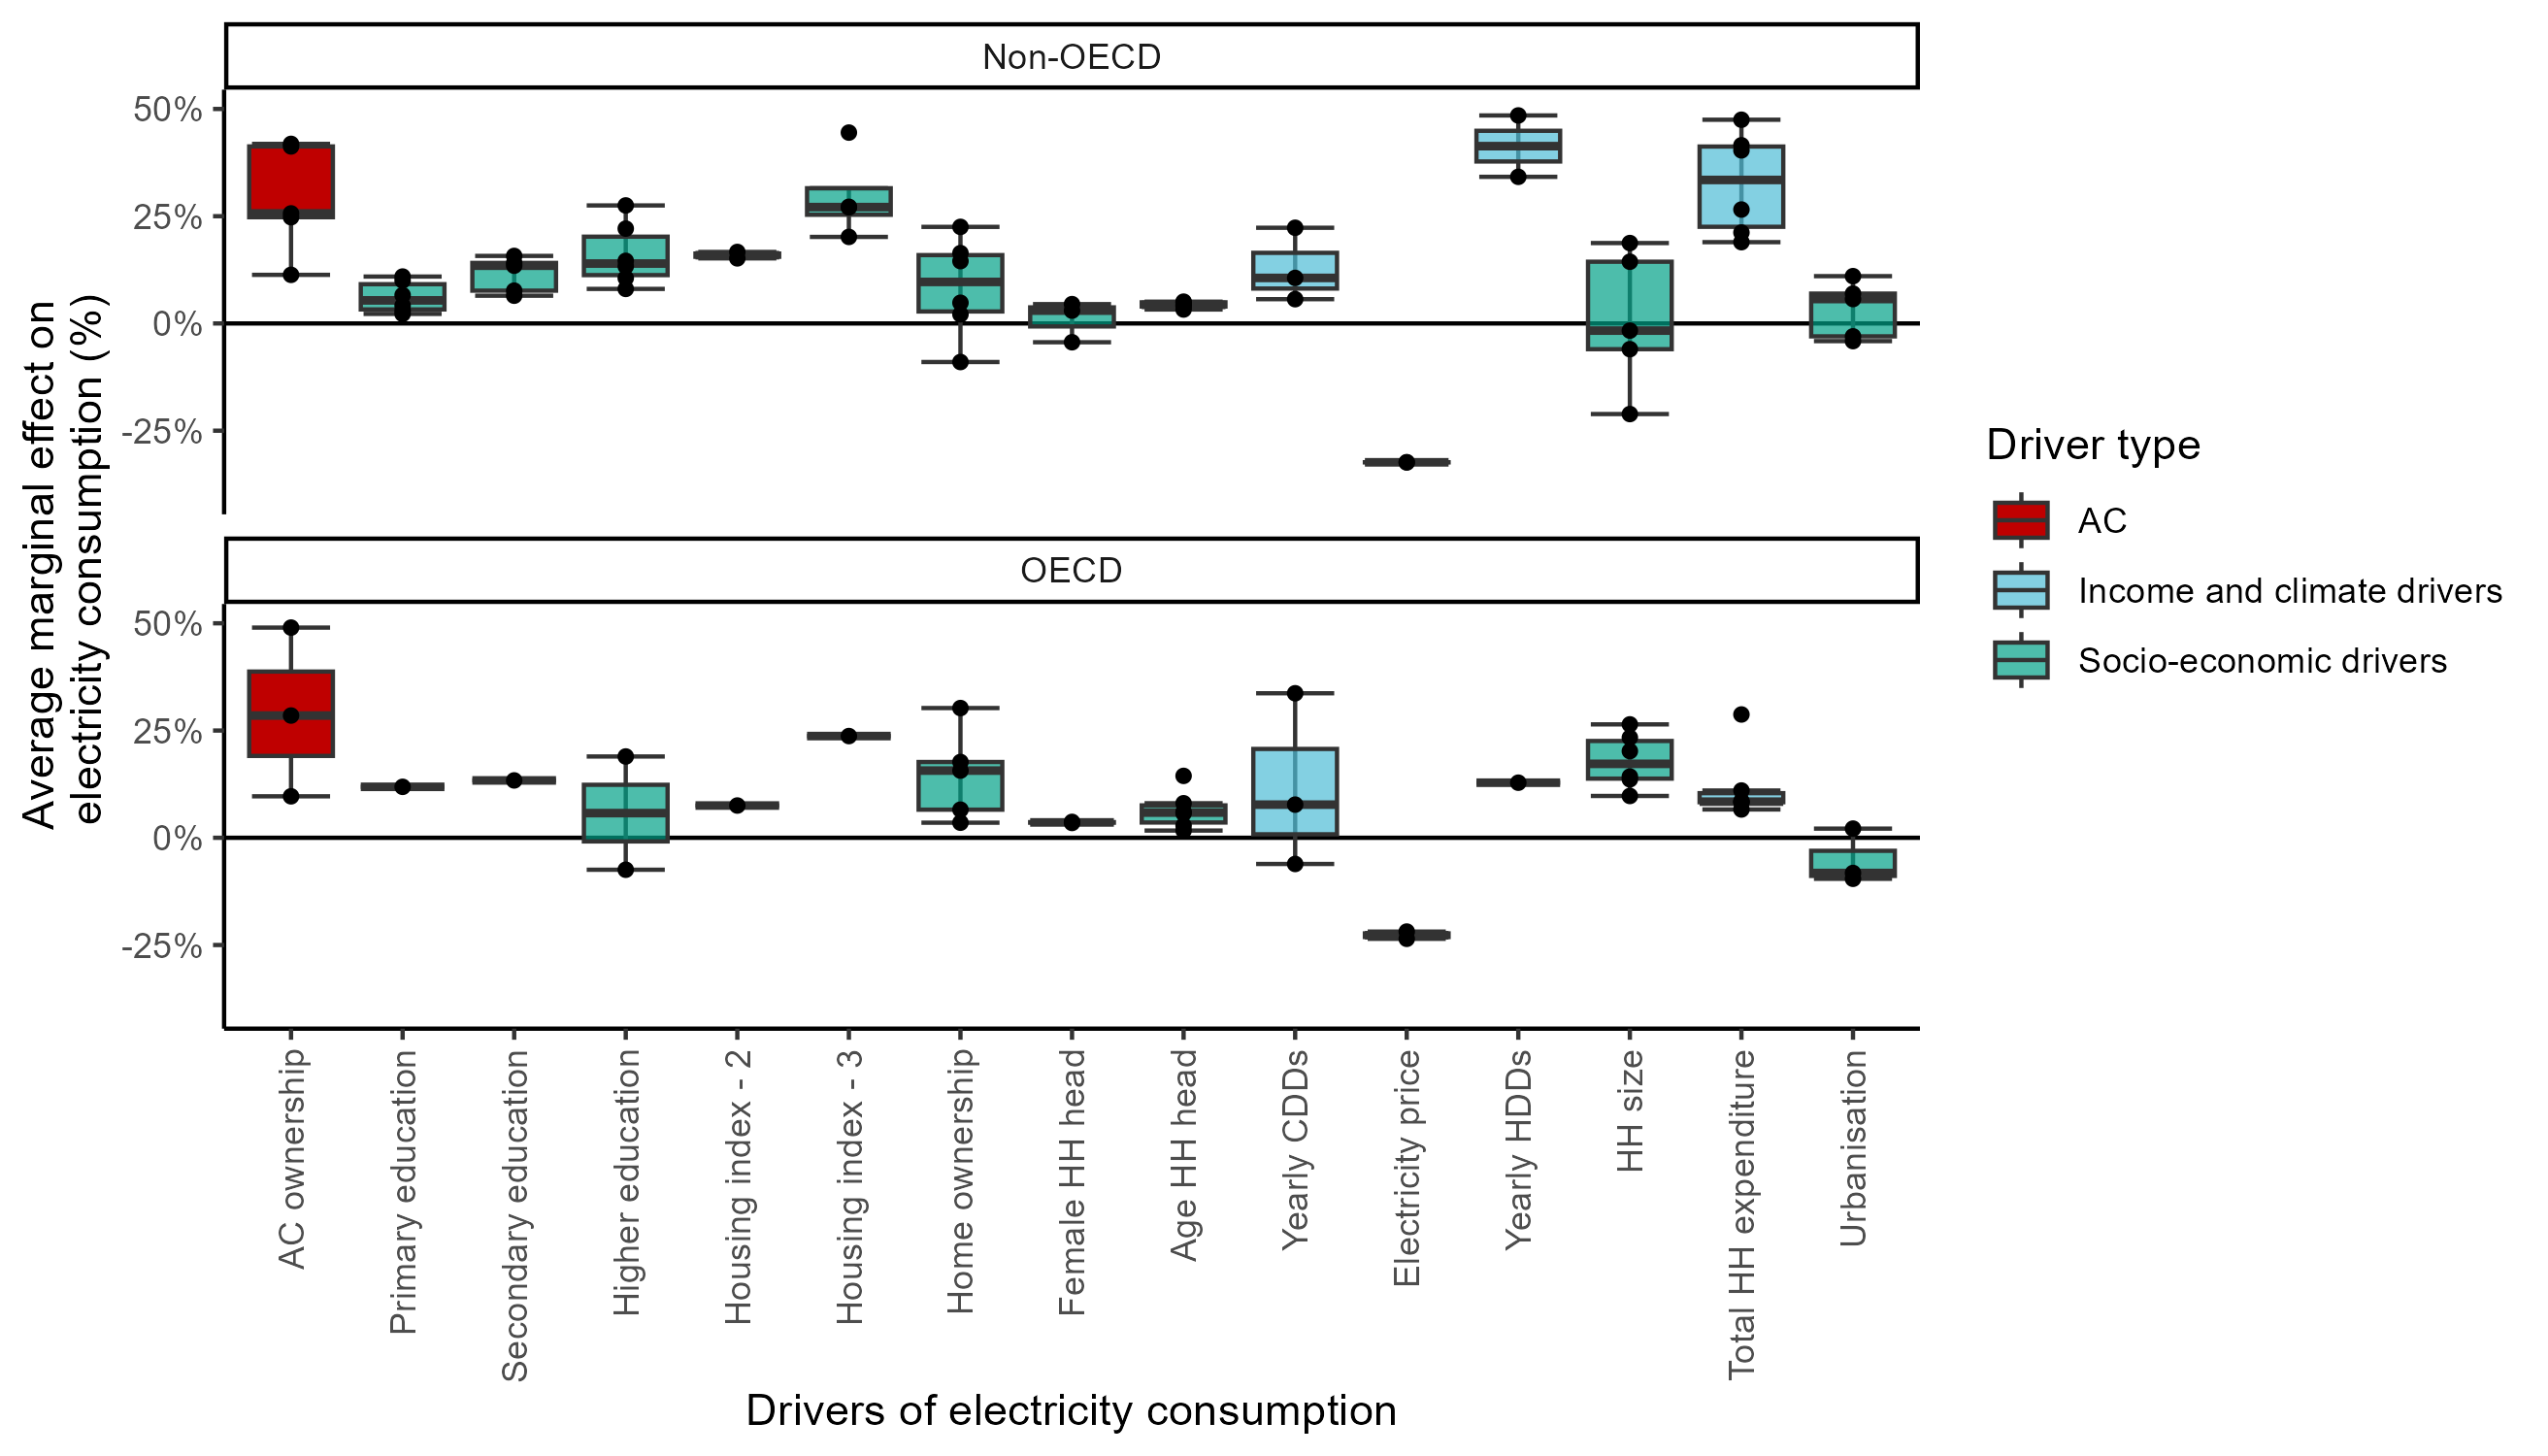 Non-OECD
50%
25%
0%
-25%
OECD
50%
25%
0%
-25%
Average marginal effect on
electricity consumption (%)
AC ownership
Primary education
Secondary education
Higher education
Housing index - 2
Housing index - 3
Home ownership
Female HH head
Age HH head
Yearly CDDs
Electricity price
Yearly HDDs
HH size
Total HH expenditure
Urbanisation
Drivers of electricity consumption
Driver type
AC
Income and climate drivers
Socio-economic drivers